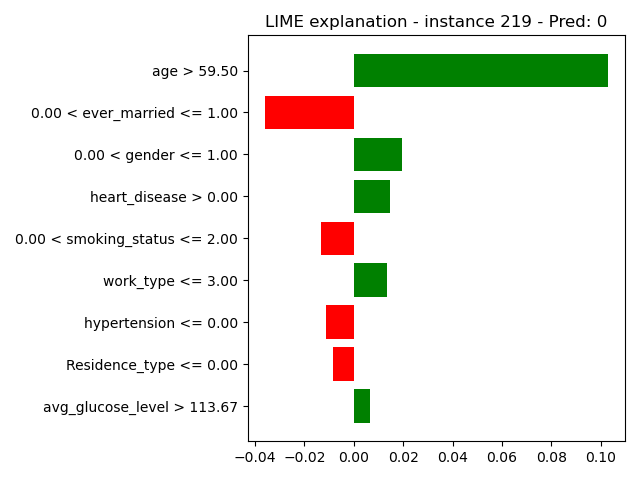 LIME explanation - instance 219 - Pred: 0
age > 59.50
0.00 < ever_married <= 1.00
0.00 < gender <= 1.00
heart_disease > 0.00
0.00 < smoking_status <= 2.00
work_type <= 3.00
hypertension <= 0.00
Residence_type <= 0.00
avg_glucose_level > 113.67
−0.04 −0.02 0.00 0.02 0.04 0.06 0.08 0.10